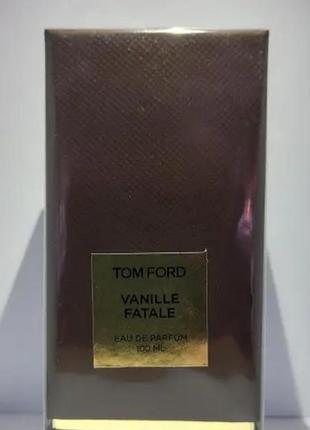 TOM FORD
VANILLE
FATALE
EAU DE PARFUM
100 ML